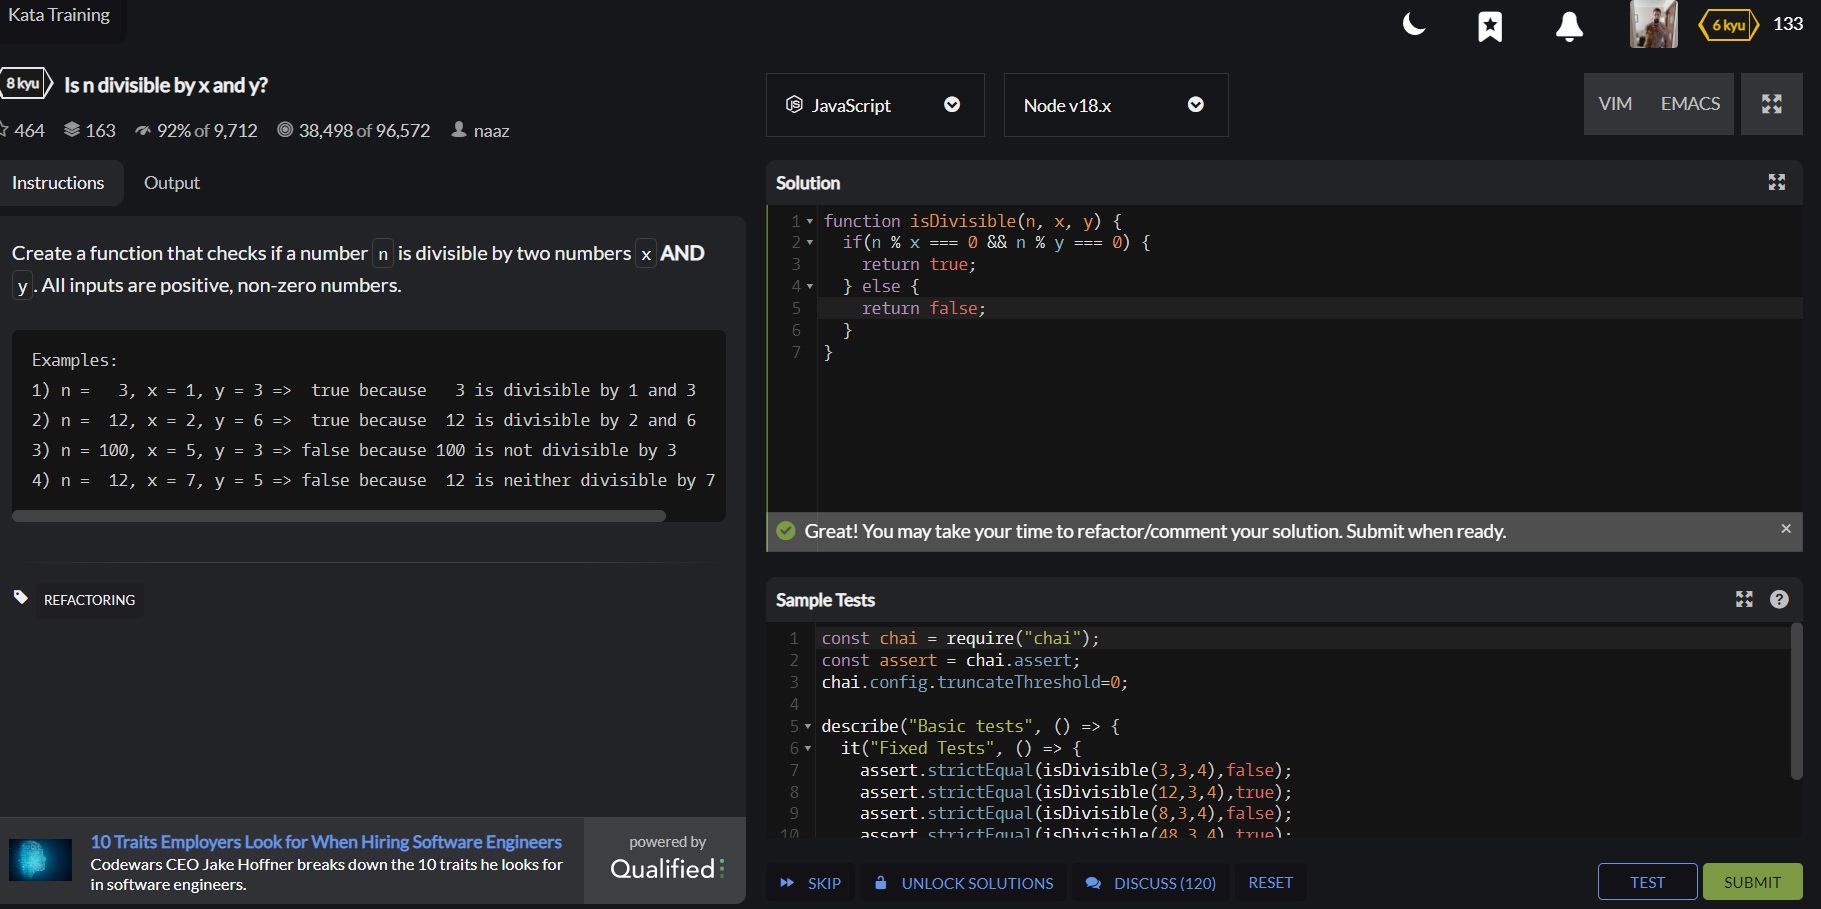 Kata Training
6 kyu 133
8 kyu Is n divisible by x and y?
464 163 92% of 9,712 38,498 of 96,572 naaz
Instructions Output
Create a function that checks if a number n is divisible by two numbers x AND
y. All inputs are positive, non-zero numbers.
Examples:
1) n =   3, x = 1, y = 3 =>  true because   3 is divisible by 1 and 3
2) n =  12, x = 2, y = 6 =>  true because  12 is divisible by 2 and 6
3) n = 100, x = 5, y = 3 => false because 100 is not divisible by 3
4) n =  12, x = 7, y = 5 => false because  12 is neither divisible by 7
REFACTORING
10 Traits Employers Look for When Hiring Software Engineers
Codewars CEO Jake Hoffner breaks down the 10 traits he looks for
in software engineers.
powered by
Qualified
JavaScript Node v18.x VIM EMACS
Solution
1 function isDivisible(n, x, y) {
2   if(n % x === 0 && n % y === 0) {
3     return true;
4   } else {
5     return false;
6   }
7 }
Great! You may take your time to refactor/comment your solution. Submit when ready. ×
Sample Tests ?
1 const chai = require("chai");
2 const assert = chai.assert;
3 chai.config.truncateThreshold=0;
4
5 describe("Basic tests", () => {
6   it("Fixed Tests", () => {
7     assert.strictEqual(isDivisible(3,3,4),false);
8     assert.strictEqual(isDivisible(12,3,4),true);
9     assert.strictEqual(isDivisible(8,3,4),false);
10     assert.strictEqual(isDivisible(48,3,4),true);
SKIP UNLOCK SOLUTIONS DISCUSS (120) RESET TEST SUBMIT